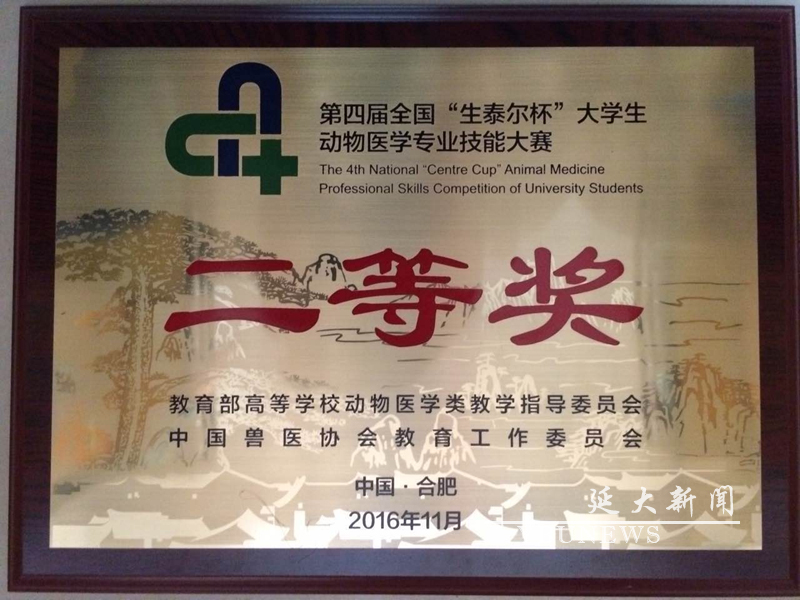 第四届全国“生泰尔杯”大学生
动物医学专业技能大赛
The 4th National “Centre Cup” Animal Medicine
Professional Skills Competition of University Students
二等奖
教育部高等学校动物医学类教学指导委员会
中国兽医协会教育工作委员会
中国·合肥
2016年11月
延大新闻
UNEWS